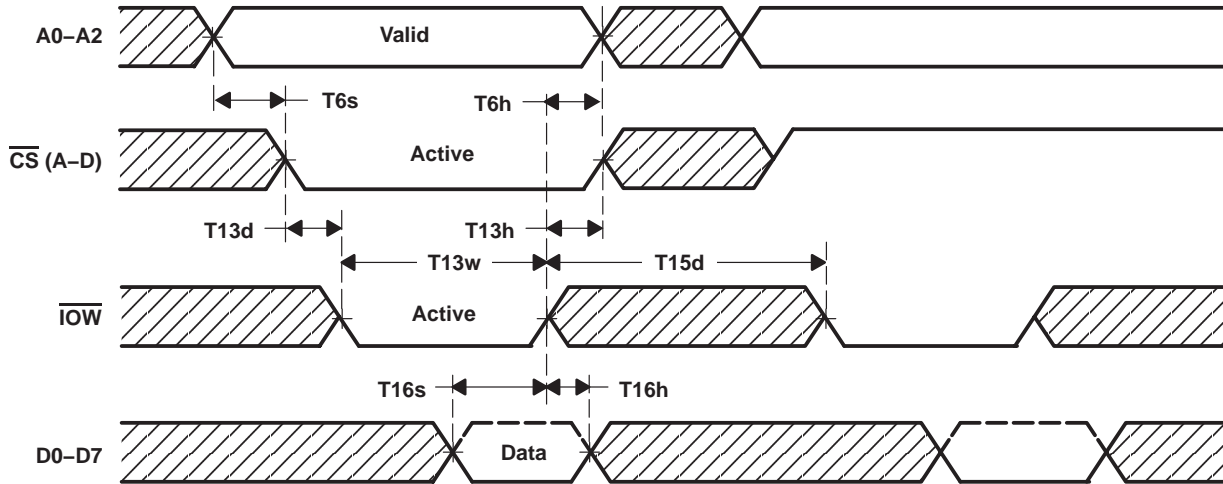 A0–A2
Valid
T6s
T6h
CS (A–D)
Active
T13d
T13h
T13w
T15d
IOW
Active
T16s
T16h
D0–D7
Data